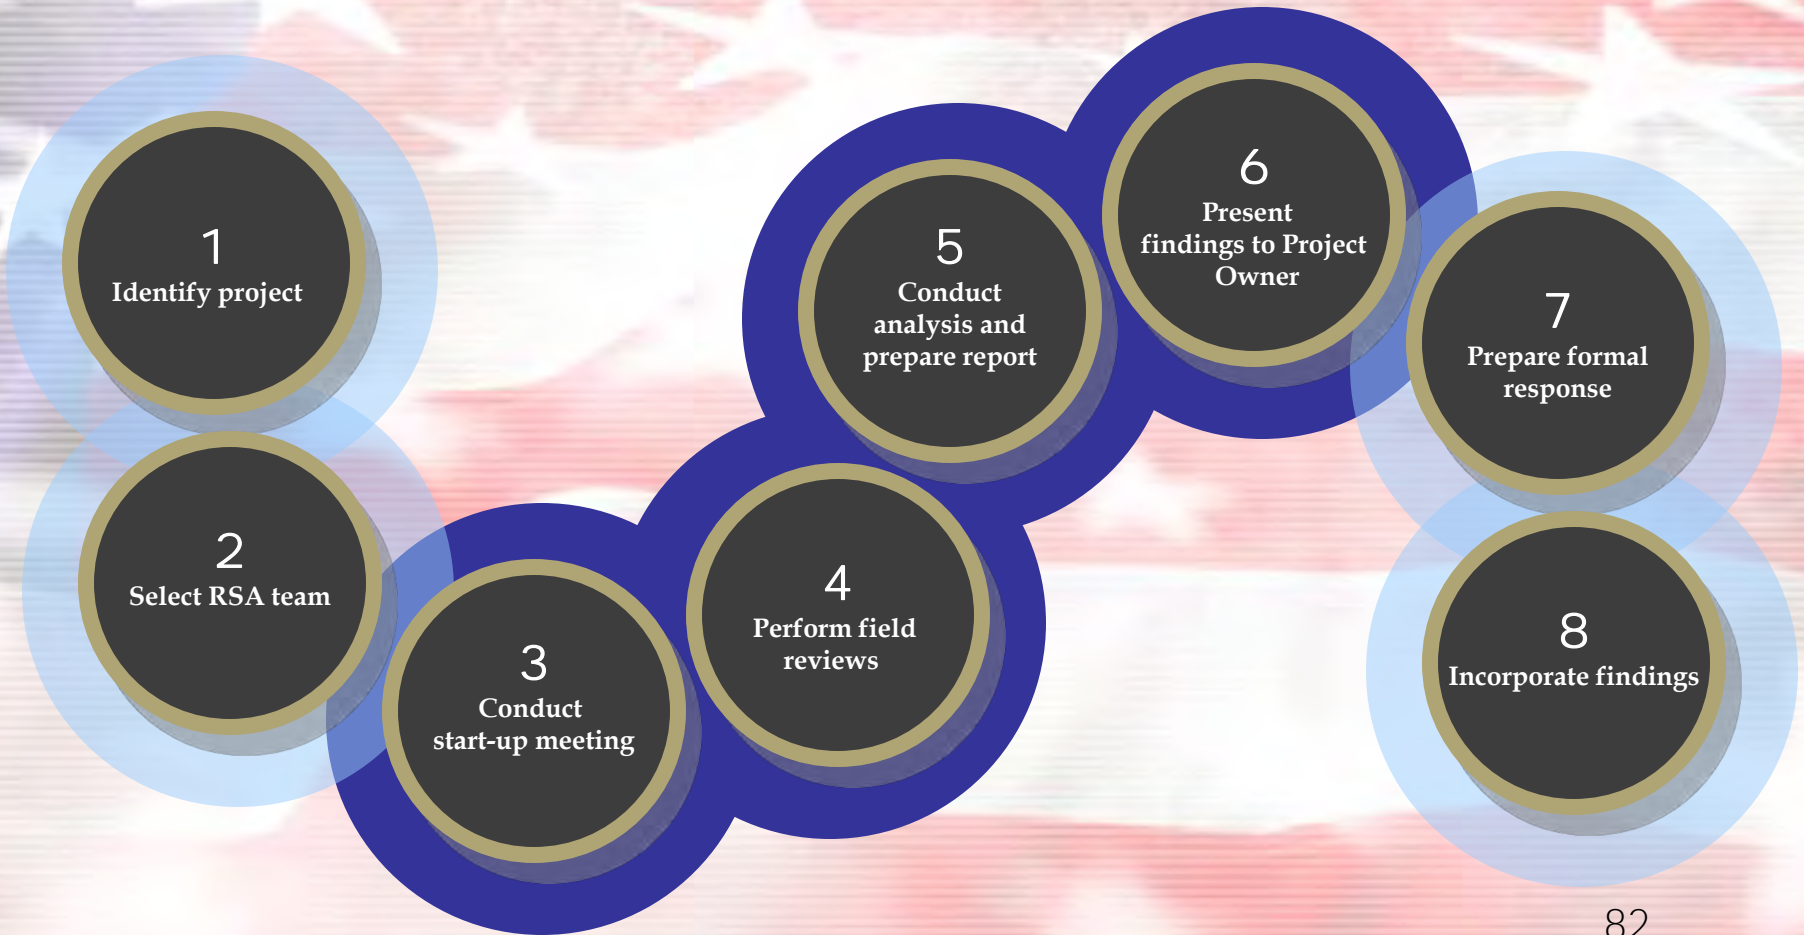 1
Identify project
2
Select RSA team
3
Conduct
start-up meeting
4
Perform field
reviews
5
Conduct
analysis and
prepare report
6
Present
findings to Project
Owner
7
Prepare formal
response
8
Incorporate findings
82